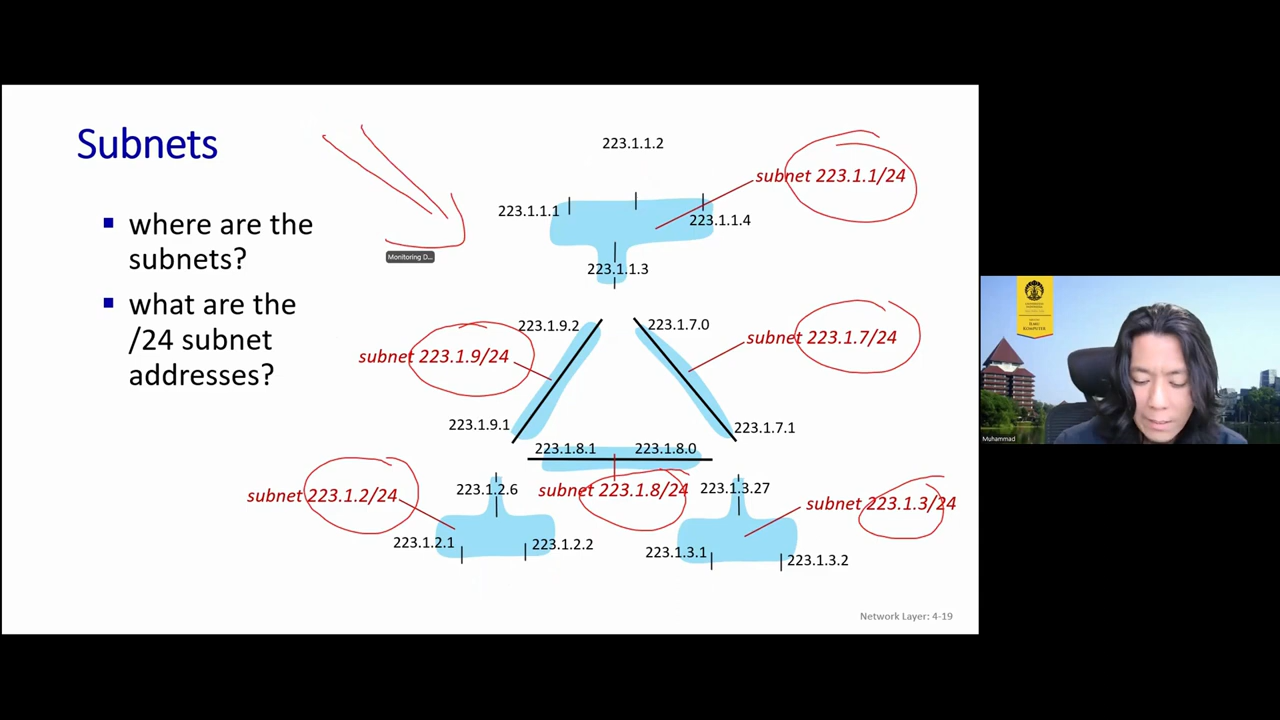 Subnets
where are the
subnets?
what are the
/24 subnet
addresses?
Monitoring D...
223.1.1.2
subnet 223.1.1/24
223.1.1.1
223.1.1.4
223.1.1.3
223.1.9.2
223.1.7.0
subnet 223.1.9/24
subnet 223.1.7/24
223.1.9.1
223.1.7.1
223.1.8.1
223.1.8.0
subnet 223.1.2/24
223.1.2.6
subnet 223.1.8/24
223.1.3.27
subnet 223.1.3/24
223.1.2.1
223.1.2.2
223.1.3.1
223.1.3.2
Network Layer: 4-19
ILMU
KOMPUTER
Muhammad